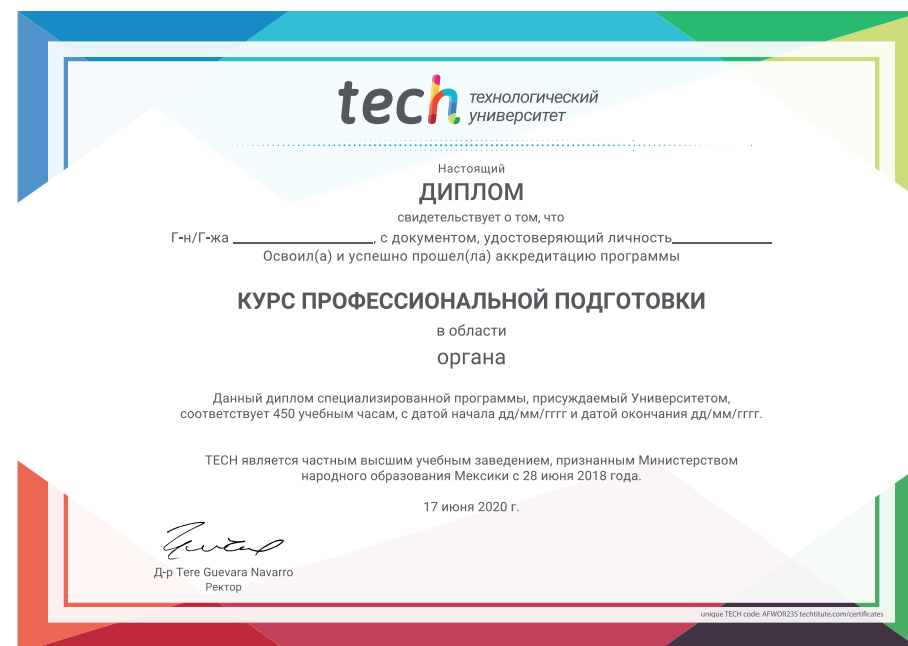 tech технологический
университет
Настоящий
ДИПЛОМ
свидетельствует о том, что
Г-н/Г-жа ____________________, с документом, удостоверяющий личность______________
Освоил(а) и успешно прошел(ла) аккредитацию программы
КУРС ПРОФЕССИОНАЛЬНОЙ ПОДГОТОВКИ
в области
органа
Данный диплом специализированной программы, присуждаемый Университетом,
соответствует 450 учебным часам, с датой начала дд/мм/гггг и датой окончания дд/мм/гггг.
TECH является частным высшим учебным заведением, признанным Министерством
народного образования Мексики с 28 июня 2018 года.
17 июня 2020 г.
Д-р Tere Guevara Navarro
Ректор
unique TECH code: AFWOR23S techtitute.com/certificates